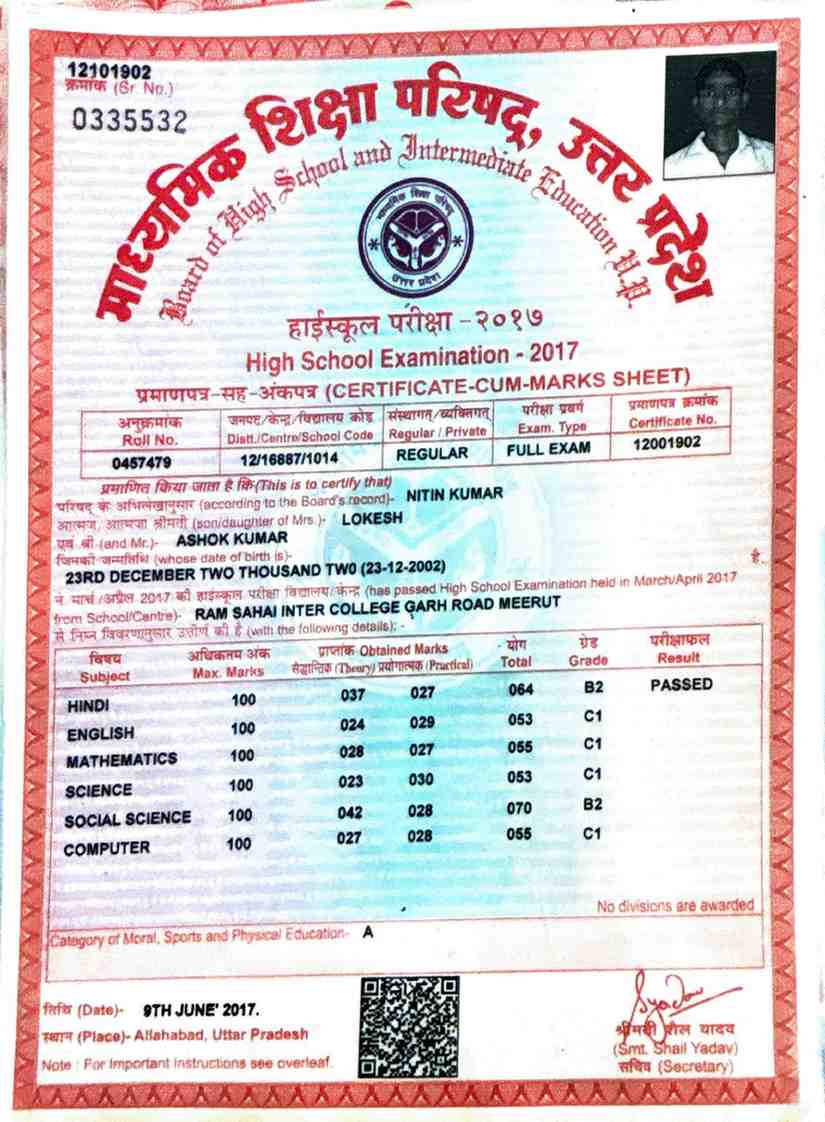 12101902
क्रमांक (Sr. No.)
0335532
माध्यमिक शिक्षा परिषद्, उत्तर प्रदेश
Board of High School and Intermediate Education U.P.
माध्यमिक शिक्षा परिषद्
उत्तर प्रदेश
हाईस्कूल परीक्षा - २०१७
High School Examination - 2017
प्रमाणपत्र-सह-अंकपत्र (CERTIFICATE-CUM-MARKS SHEET)
अनुक्रमांक जनपद/केन्द्र/विद्यालय कोड संस्थागत/व्यक्तिगत परीक्षा प्रवर्ग प्रमाणपत्र क्रमांक
Roll No. Distt./Centre/School Code Regular / Private Exam. Type Certificate No.
0457479 12/16887/1014 REGULAR FULL EXAM 12001902
प्रमाणित किया जाता है कि(This is to certify that)
परिषद् के अभिलेखानुसार (according to the Board's record)- NITIN KUMAR
आत्मज/आत्मजा श्रीमती (son/daughter of Mrs.)- LOKESH
एवं श्री (and Mr.)- ASHOK KUMAR
जिनकी जन्मतिथि (whose date of birth is)-
23RD DECEMBER TWO THOUSAND TW0 (23-12-2002) है,
ने मार्च/अप्रैल 2017 की हाईस्कूल परीक्षा विद्यालय/केन्द्र (has passed High School Examination held in March/April 2017
from School/Centre)- RAM SAHAI INTER COLLEGE GARH ROAD MEERUT
से निम्न विवरणानुसार उत्तीर्ण की है (with the following details): -
विषय अधिकतम अंक प्राप्तांक Obtained Marks योग ग्रेड परीक्षाफल
Subject Max. Marks सैद्धान्तिक (Theory) प्रयोगात्मक (Practical) Total Grade Result
HINDI 100 037 027 064 B2 PASSED
ENGLISH 100 024 029 053 C1
MATHEMATICS 100 028 027 055 C1
SCIENCE 100 023 030 053 C1
SOCIAL SCIENCE 100 042 028 070 B2
COMPUTER 100 027 028 055 C1
No divisions are awarded
Category of Moral, Sports and Physical Education- A
तिथि (Date)- 9TH JUNE' 2017.
स्थान (Place)- Allahabad, Uttar Pradesh
Note : For important instructions see overleaf.
Syadav
श्रीमती शैल यादव
(Smt. Shail Yadav)
सचिव (Secretary)